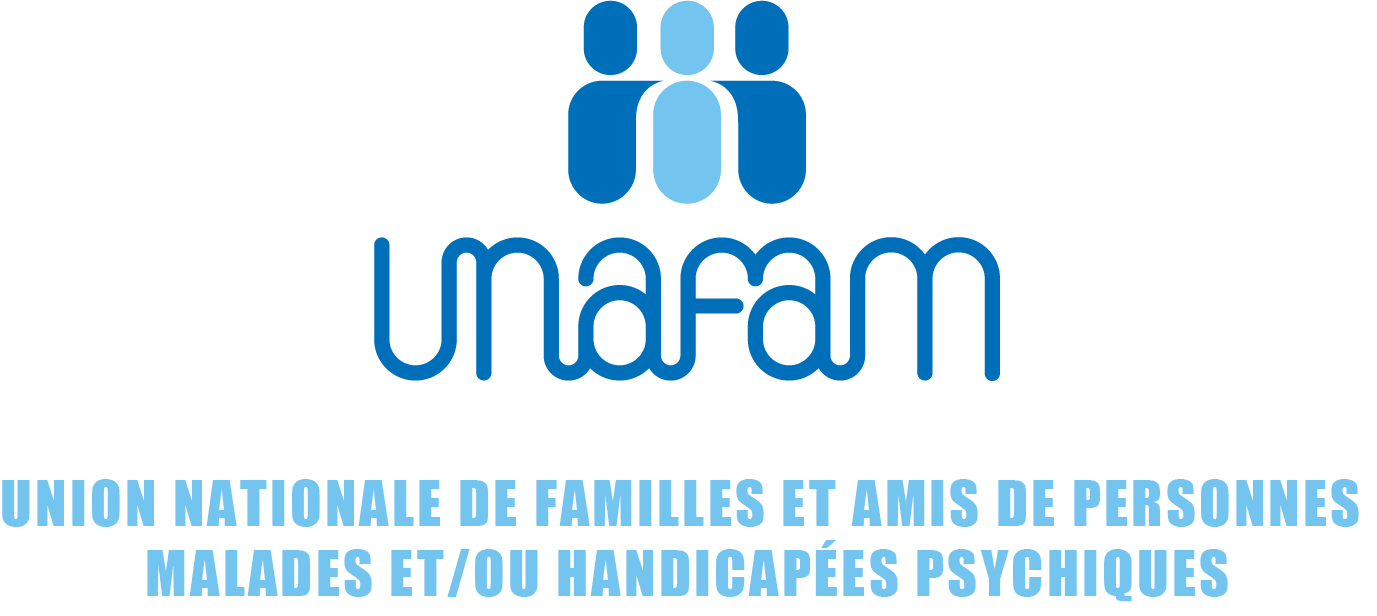 unafam
UNION NATIONALE DE FAMILLES ET AMIS DE PERSONNES
MALADES ET/OU HANDICAPÉES PSYCHIQUES